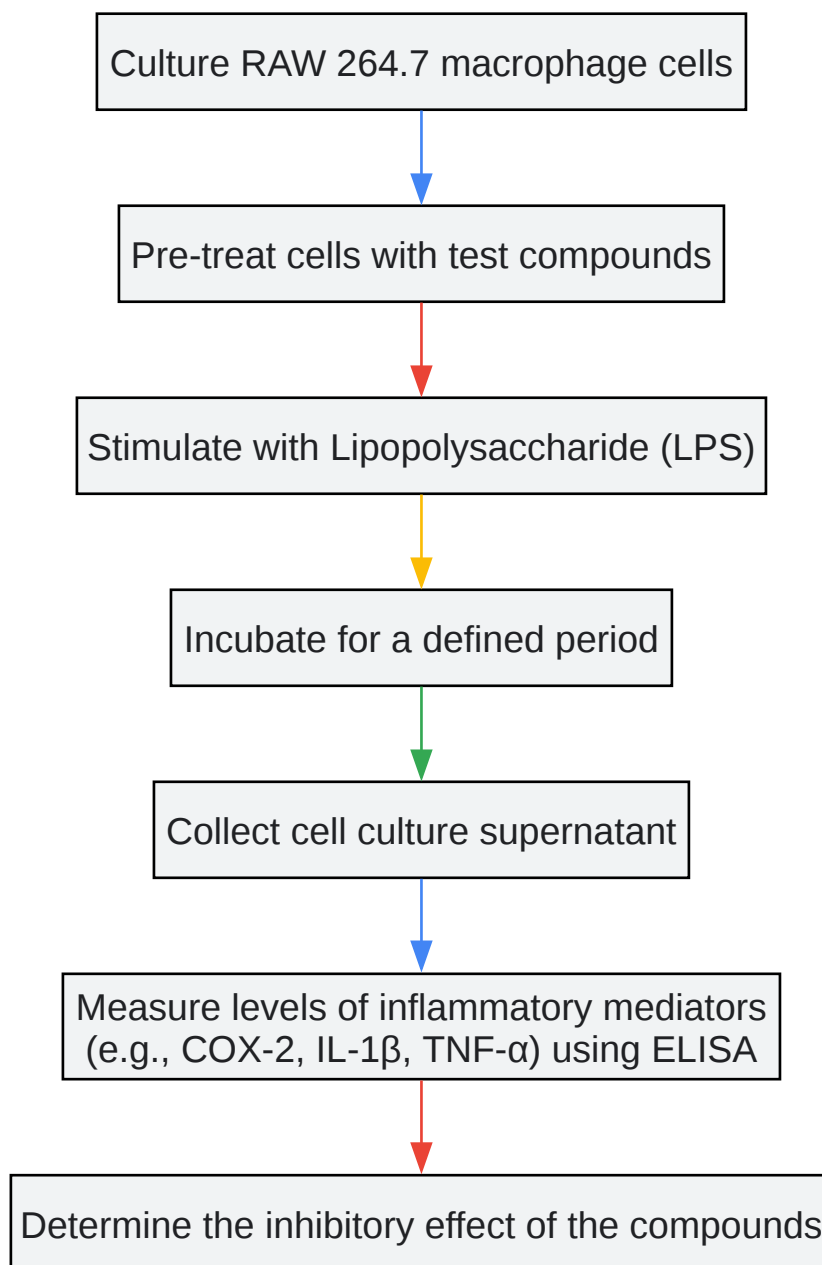 Culture RAW 264.7 macrophage cells
Pre-treat cells with test compounds
Stimulate with Lipopolysaccharide (LPS)
Incubate for a defined period
Collect cell culture supernatant
Measure levels of inflammatory mediators
(e.g., COX-2, IL-1β, TNF-α) using ELISA
Determine the inhibitory effect of the compounds